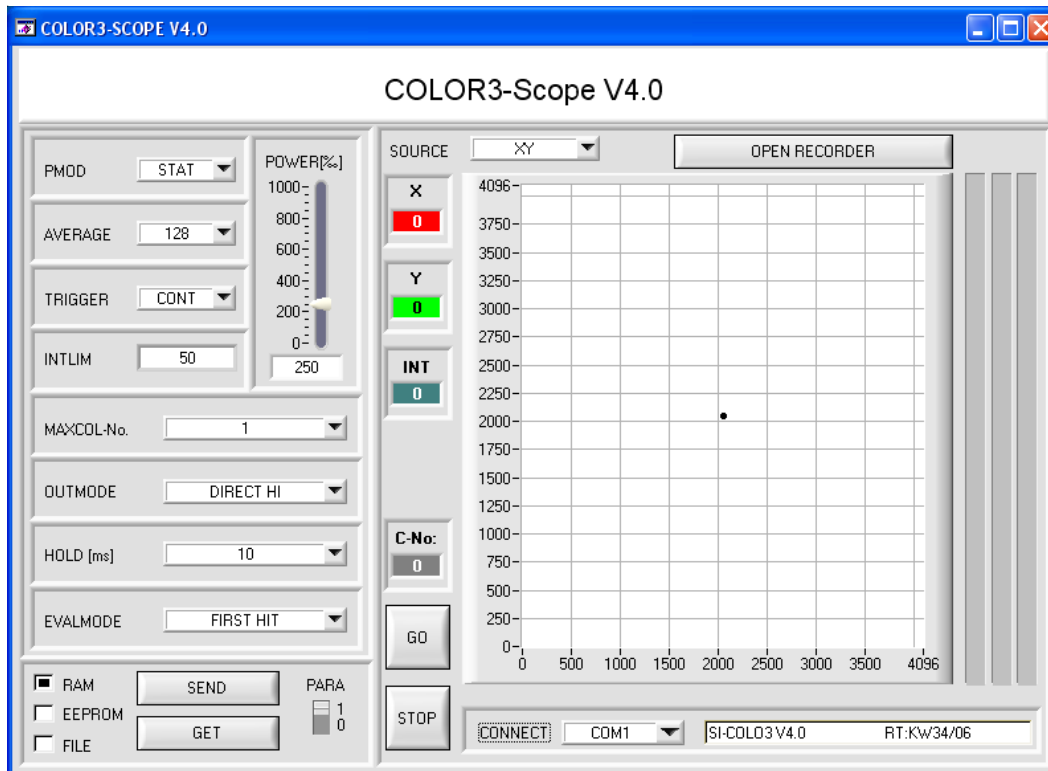 COLOR3-SCOPE V4.0
COLOR3-Scope V4.0
PMOD STAT
AVERAGE 128
TRIGGER CONT
INTLIM 50
POWER[‰]
1000
800
600
400
200
0
250
MAXCOL-No. 1
OUTMODE DIRECT HI
HOLD [ms] 10
EVALMODE FIRST HIT
RAM
EEPROM
FILE
SEND
GET
PARA
1
0
SOURCE XY OPEN RECORDER
X
0
Y
0
INT
0
C-No:
0
GO
STOP
4096
3750
3500
3250
3000
2750
2500
2250
2000
1750
1500
1250
1000
750
500
250
0
0 500 1000 1500 2000 2500 3000 3500 4096
CONNECT COM1 SI-COLO3 V4.0 RT:KW34/06